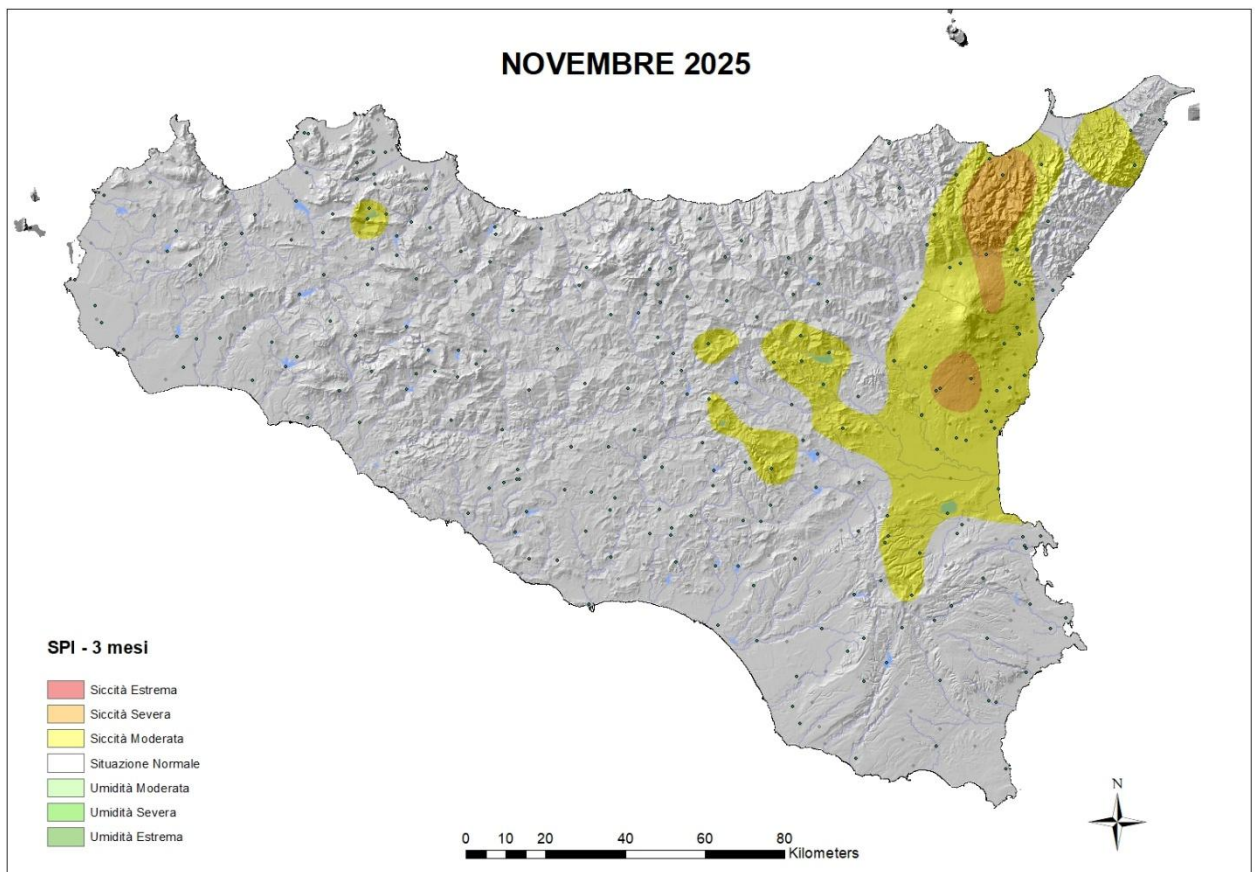 NOVEMBRE 2025
SPI - 3 mesi
Siccità Estrema
Siccità Severa
Siccità Moderata
Situazione Normale
Umidità Moderata
Umidità Severa
Umidità Estrema
0 10 20 40 60 80
Kilometers
N